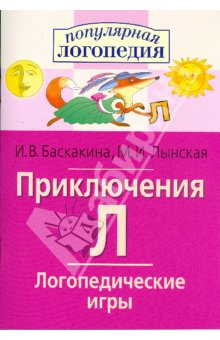 популярная
логопедия
Л
И. В. Баскакина, М. И. Лынская
Приключения
Л
Логопедические
игры